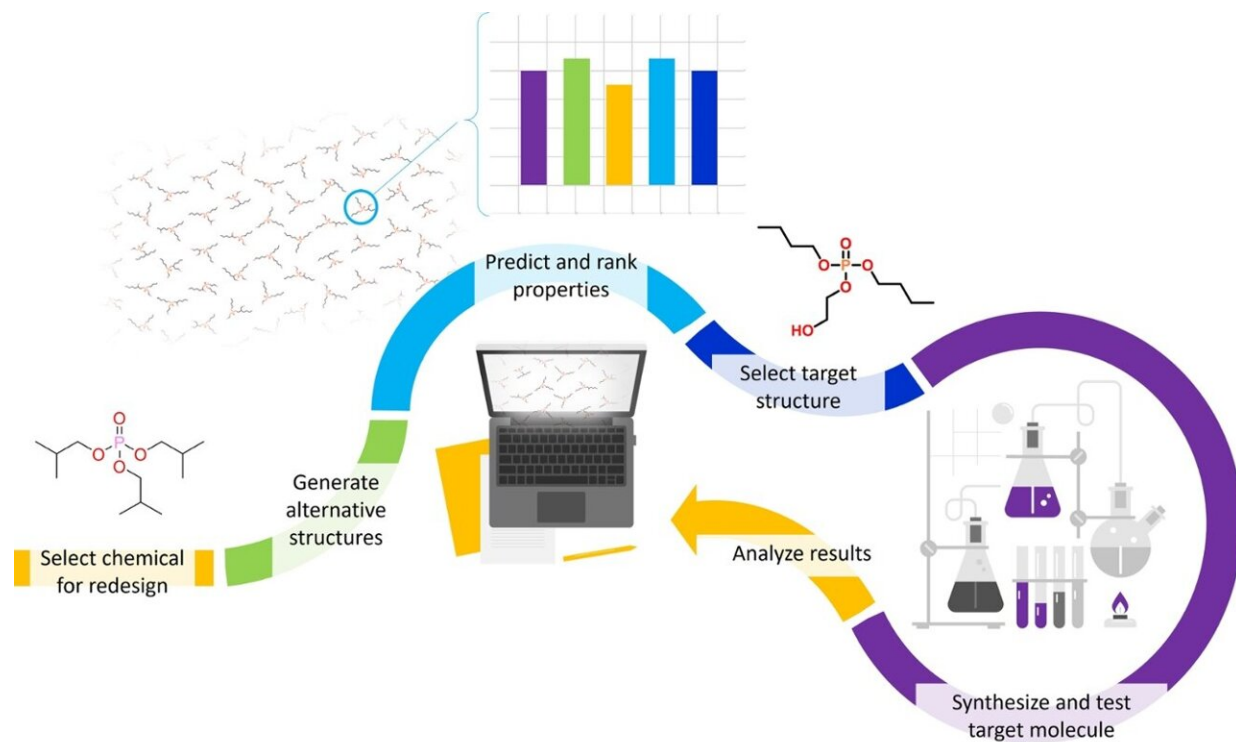 Predict and rank
properties
O
O
P
O
O
HO
Select target
structure
O
O
P
O
O
Generate
alternative
structures
Select chemical
for redesign
Analyze results
Synthesize and test
target molecule